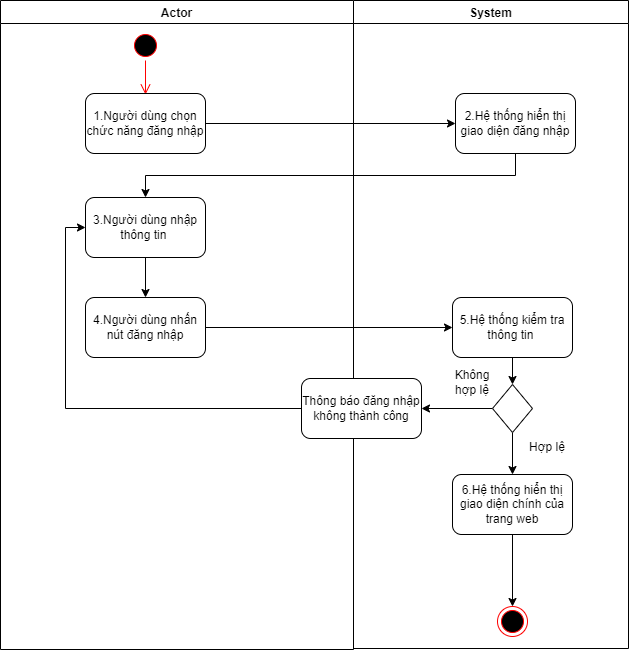 Actor
System
1.Người dùng chọn
chức năng đăng nhập
2.Hệ thống hiển thị
giao diện đăng nhập
3.Người dùng nhập
thông tin
4.Người dùng nhấn
nút đăng nhập
5.Hệ thống kiểm tra
thông tin
Không
hợp lệ
Thông báo đăng nhập
không thành công
Hợp lệ
6.Hệ thống hiển thị
giao diện chính của
trang web